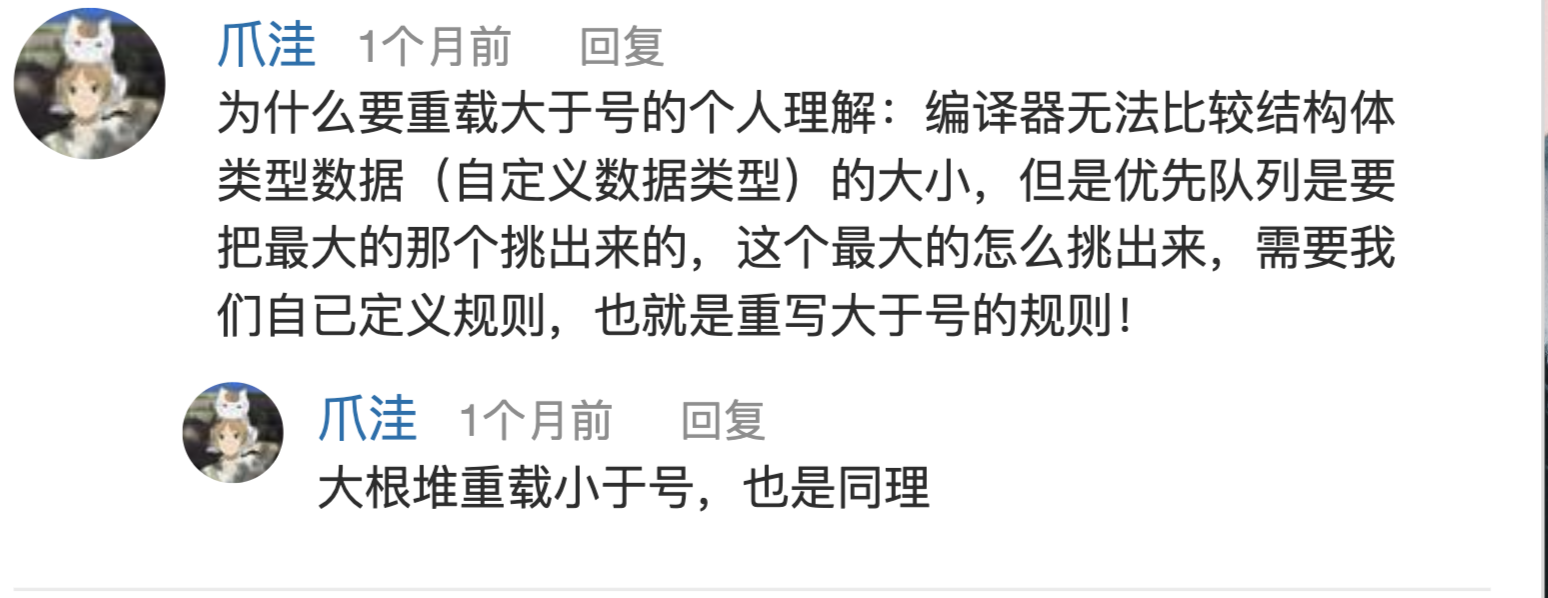 爪洼 1个月前 回复
为什么要重载大于号的个人理解：编译器无法比较结构体
类型数据（自定义数据类型）的大小，但是优先队列是要
把最大的那个挑出来的，这个最大的怎么挑出来，需要我
们自已定义规则，也就是重写大于号的规则！
爪洼 1个月前 回复
大根堆重载小于号，也是同理